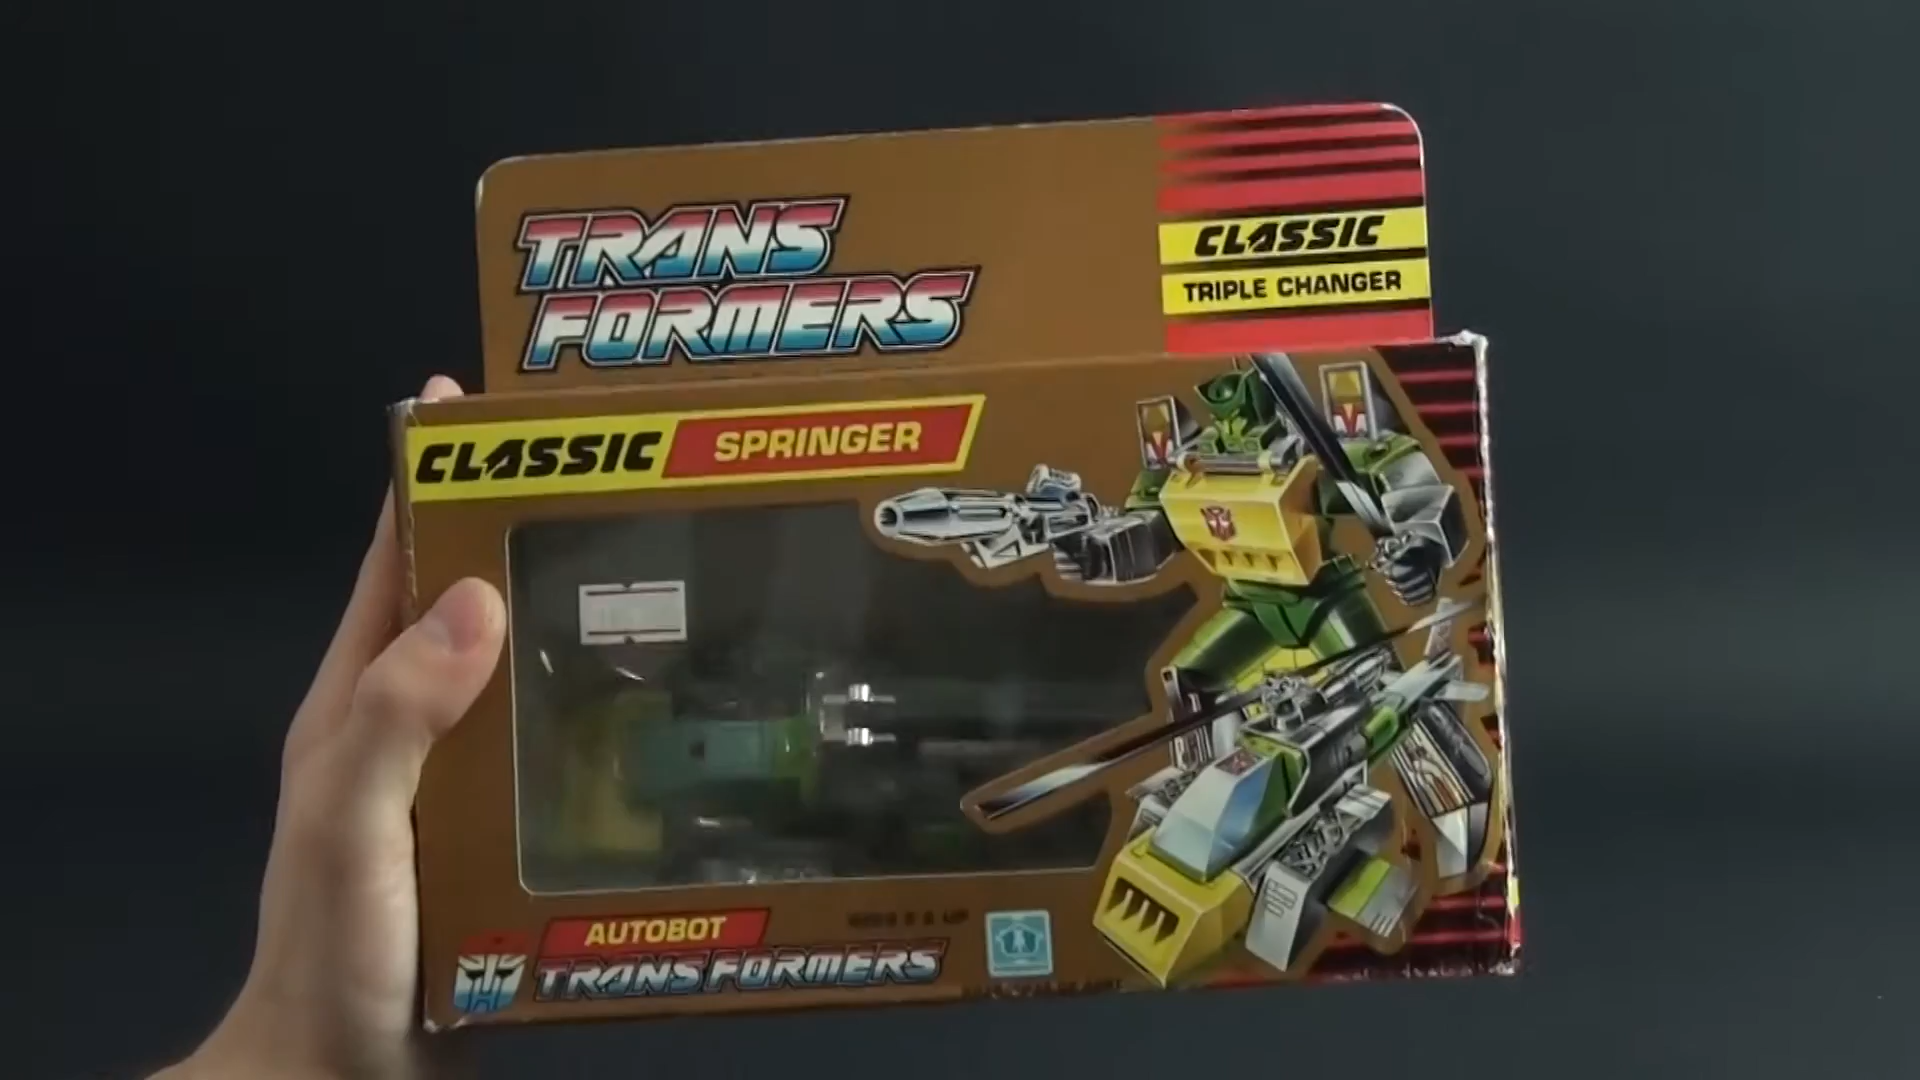 TRANS
FORMERS
CLASSIC
TRIPLE CHANGER
CLASSIC SPRINGER
AUTOBOT
TRANSFORMERS